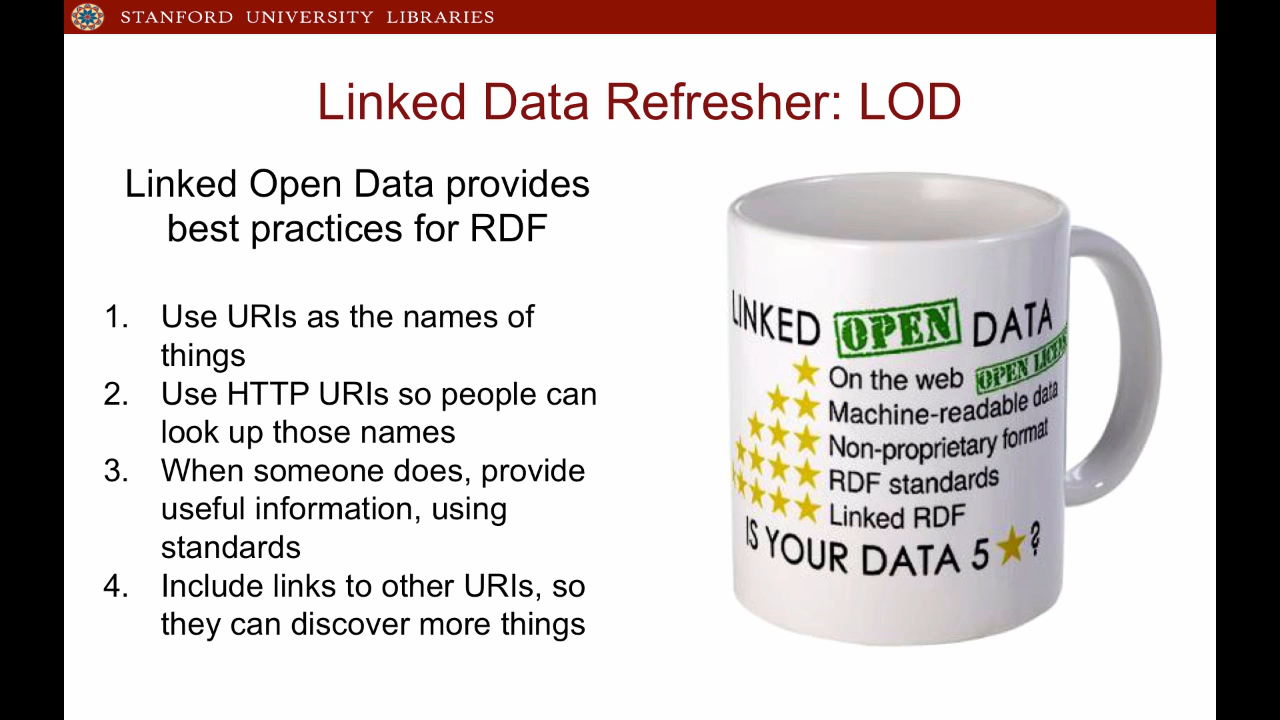 STANFORD UNIVERSITY LIBRARIES
Linked Data Refresher: LOD
Linked Open Data provides
best practices for RDF
1. Use URIs as the names of
things
2. Use HTTP URIs so people can
look up those names
3. When someone does, provide
useful information, using
standards
4. Include links to other URIs, so
they can discover more things
LINKED OPEN DATA
On the web OPEN LICENS
Machine-readable data
Non-proprietary format
RDF standards
Linked RDF
IS YOUR DATA 5 ★ ?